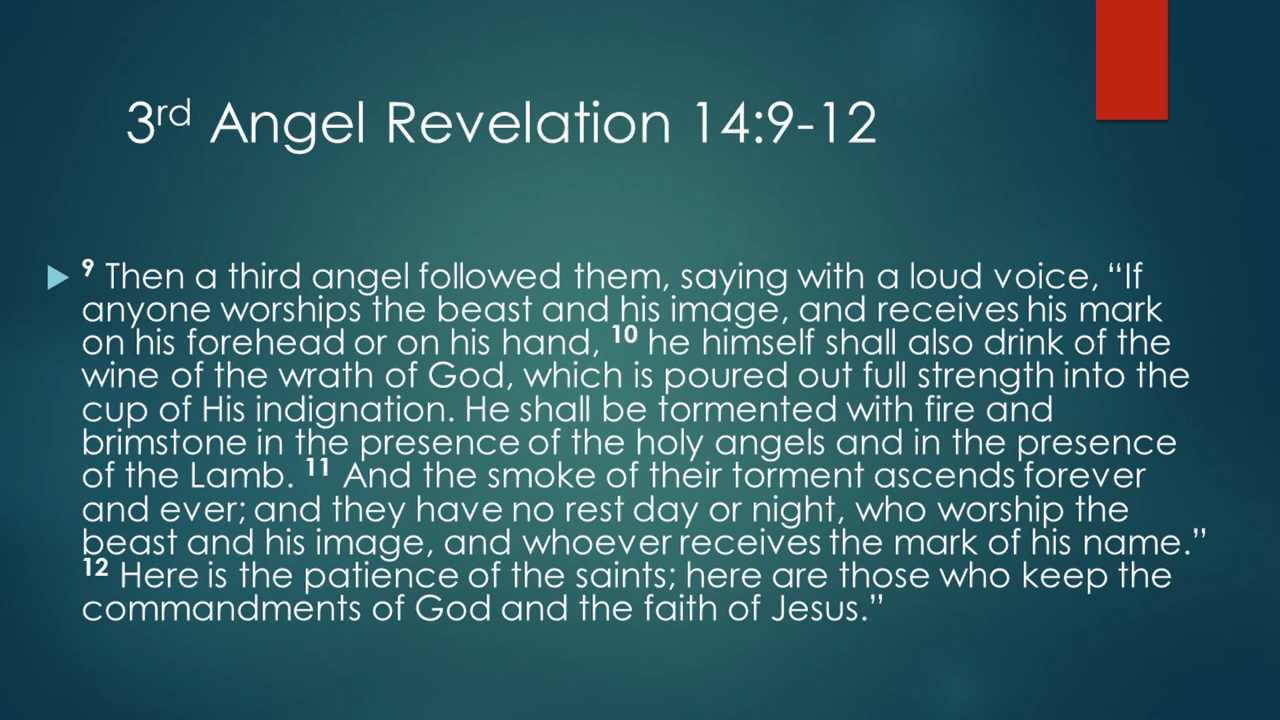 3rd Angel Revelation 14:9-12
9 Then a third angel followed them, saying with a loud voice, “If
anyone worships the beast and his image, and receives his mark
on his forehead or on his hand, 10 he himself shall also drink of the
wine of the wrath of God, which is poured out full strength into the
cup of His indignation. He shall be tormented with fire and
brimstone in the presence of the holy angels and in the presence
of the Lamb. 11 And the smoke of their torment ascends forever
and ever; and they have no rest day or night, who worship the
beast and his image, and whoever receives the mark of his name.”
12 Here is the patience of the saints; here are those who keep the
commandments of God and the faith of Jesus.”